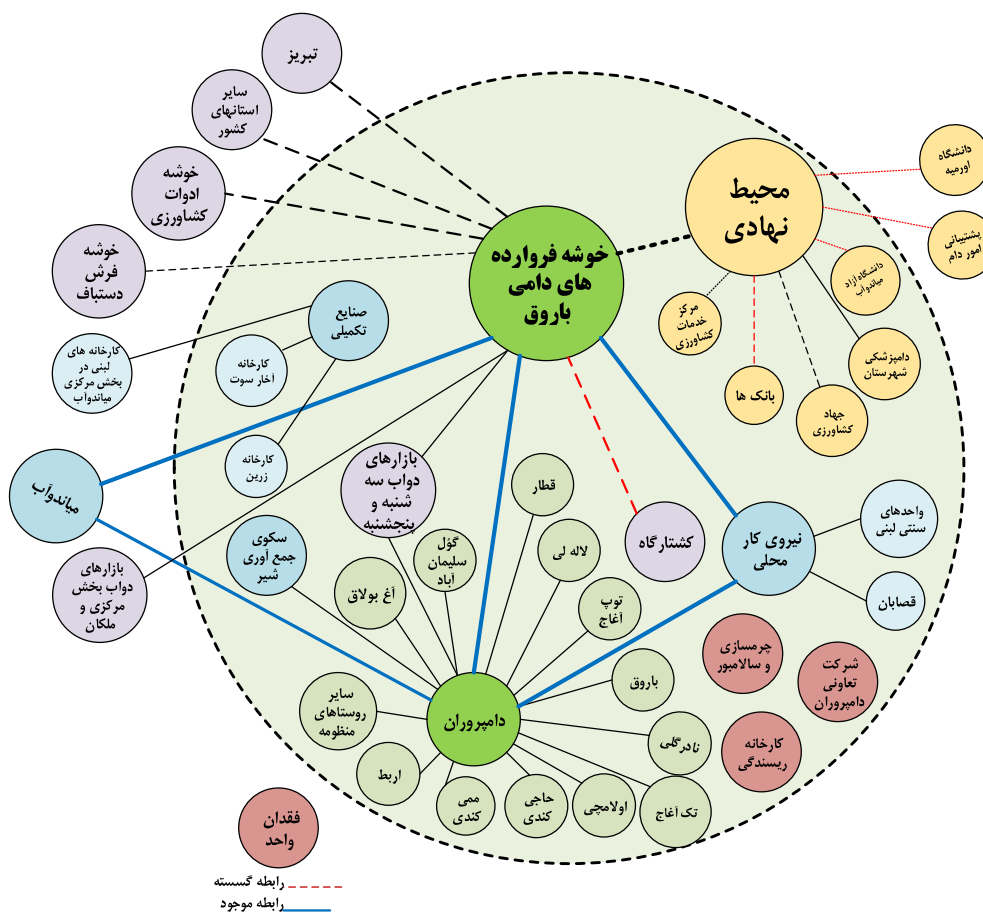 تبریز
سایر
استانهای
کشور
خوشه
ادوات
کشاورزی
خوشه
فرش
دستباف
محیط
نهادی
دانشگاه
اورمیه
پشتیبانی
امور دام
دانشگاه آزاد
میاندوآب
مرکز
خدمات
کشاورزی
بانک ها
جهاد
کشاورزی
دامپزشکی
شهرستان
خوشه فروارده
های دامی
باروق
صنایع
تکمیلی
کارخانه های
لبنی در
بخش مرکزی
میاندوآب
کارخانه
اخار سوت
کارخانه
زرین
میاندوآب
بازارهای
دواب بخش
مرکزی و
ملکان
بازارهای
دواب سه
شنبه و
پنجشنبه
سکوی
جمع آوری
شیر
کشتارگاه
نیروی کار
محلی
واحدهای
سنتی لبنی
قصابان
قطار
لاله لی
گؤل
سلیمان
آباد
آغ بولاق
توپ
آغاج
باروق
نادرگلی
تک آغاج
اولامچی
حاجی
کندی
ممی
کندی
اربط
سایر
روستاهای
منظومه
دامپروران
چرمسازی
و سالامبور
شرکت
تعاونی
دامپروران
کارخانه
ریسندگی
فقدان
واحد
رابطه گسسته
رابطه موجود